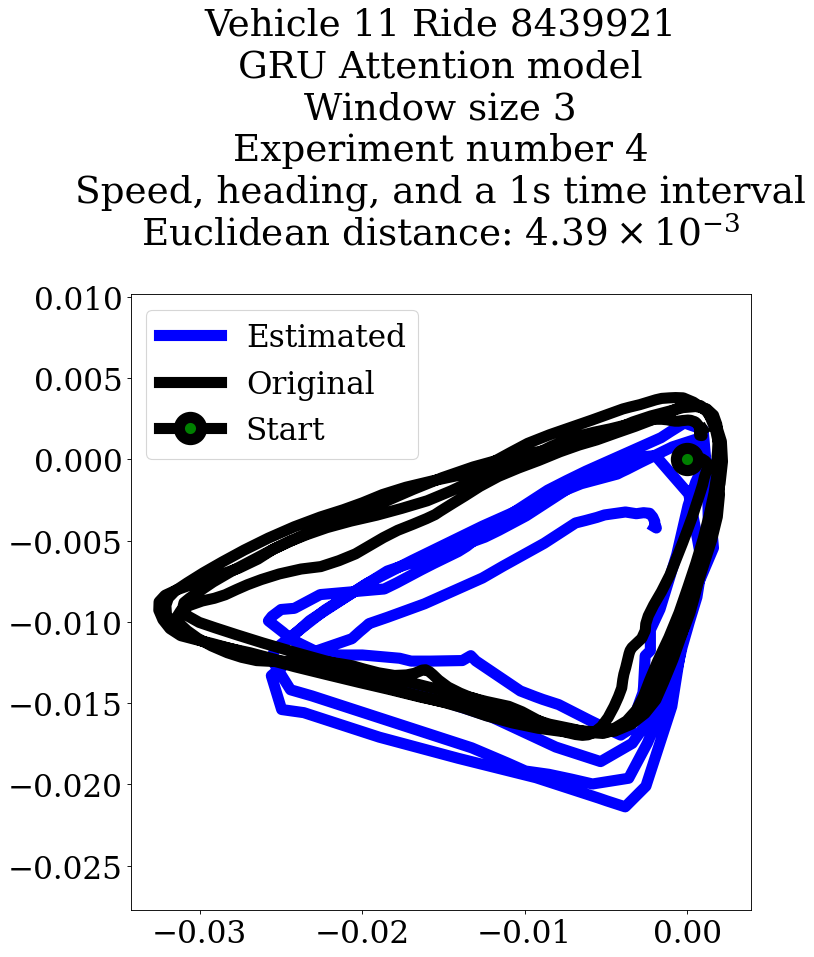 Vehicle 11 Ride 8439921
GRU Attention model
Window size 3
Experiment number 4
Speed, heading, and a 1s time interval
Euclidean distance: 4.39 × 10⁻³
Estimated
Original
Start
0.010
0.005
0.000
−0.005
−0.010
−0.015
−0.020
−0.025
−0.03 −0.02 −0.01 0.00